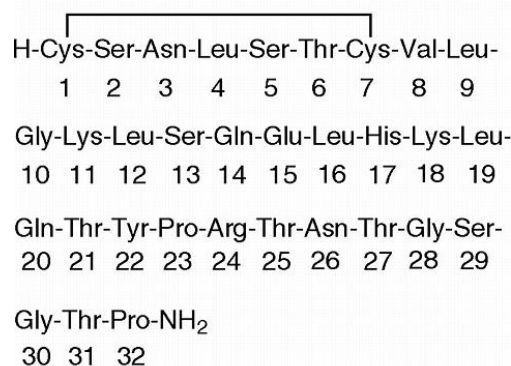 H-Cys-Ser-Asn-Leu-Ser-Thr-Cys-Val-Leu-
1 2 3 4 5 6 7 8 9
Gly-Lys-Leu-Ser-Gln-Glu-Leu-His-Lys-Leu-
10 11 12 13 14 15 16 17 18 19
Gln-Thr-Tyr-Pro-Arg-Thr-Asn-Thr-Gly-Ser-
20 21 22 23 24 25 26 27 28 29
Gly-Thr-Pro-NH₂
30 31 32